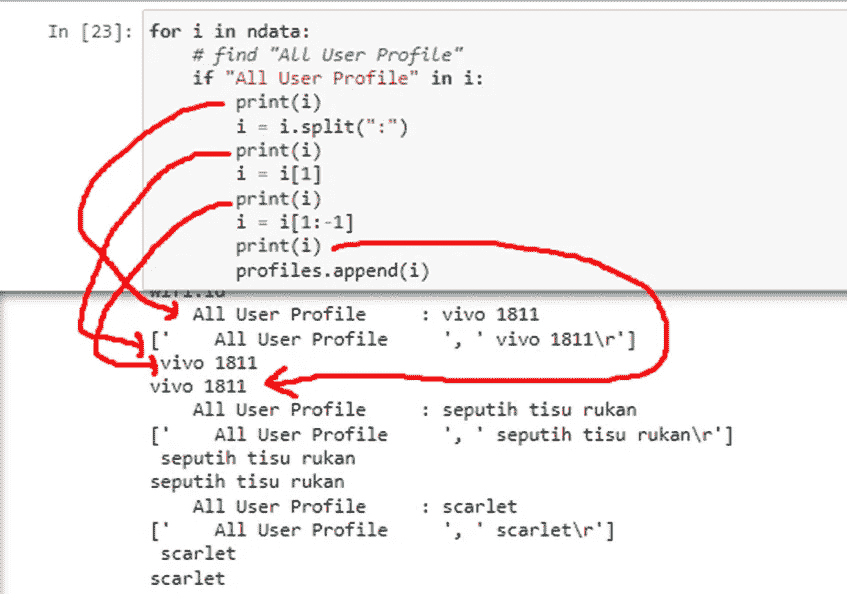 In [23]: for i in ndata:
    # find "All User Profile"
    if "All User Profile" in i:
        print(i)
        i = i.split(":")
        print(i)
        i = i[1]
        print(i)
        i = i[1:-1]
        print(i)
        profiles.append(i)
wifi.id
    All User Profile     : vivo 1811
['    All User Profile     ', ' vivo 1811\r']
 vivo 1811
vivo 1811
    All User Profile     : seputih tisu rukan
['    All User Profile     ', ' seputih tisu rukan\r']
 seputih tisu rukan
seputih tisu rukan
    All User Profile     : scarlet
['    All User Profile     ', ' scarlet\r']
 scarlet
scarlet